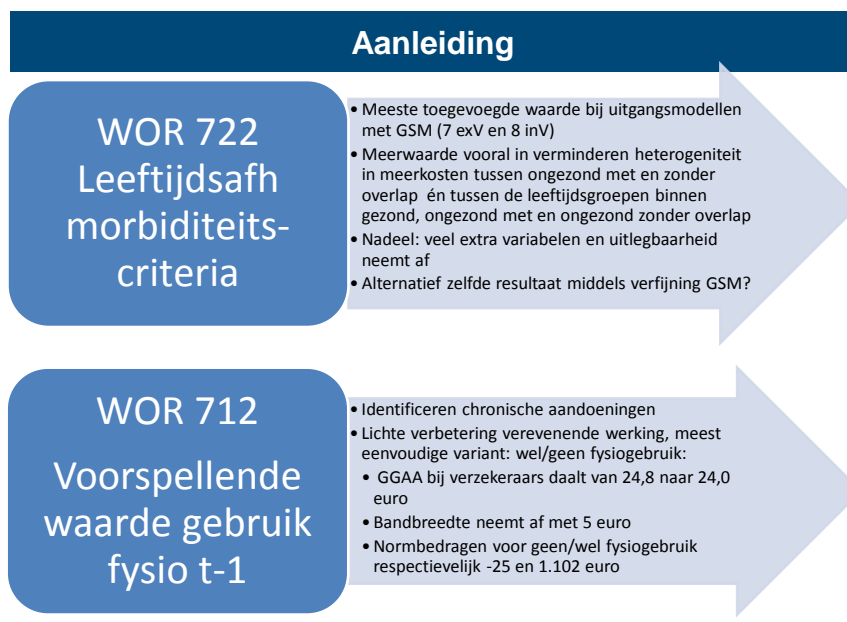 Aanleiding
WOR 722
Leeftijdsafh
morbiditeits-
criteria
• Meeste toegevoegde waarde bij uitgangsmodellen
met GSM (7 exV en 8 inV)
• Meerwaarde vooral in verminderen heterogeniteit
in meerkosten tussen ongezond met en zonder
overlap én tussen de leeftijdsgroepen binnen
gezond, ongezond met en ongezond zonder overlap
• Nadeel: veel extra variabelen en uitlegbaarheid
neemt af
• Alternatief zelfde resultaat middels verfijning GSM?
WOR 712
Voorspellende
waarde gebruik
fysio t-1
• Identificeren chronische aandoeningen
• Lichte verbetering verevenende werking, meest
eenvoudige variant: wel/geen fysiogebruik:
• GGAA bij verzekeraars daalt van 24,8 naar 24,0
euro
• Bandbreedte neemt af met 5 euro
• Normbedragen voor geen/wel fysiogebruik
respectievelijk -25 en 1.102 euro